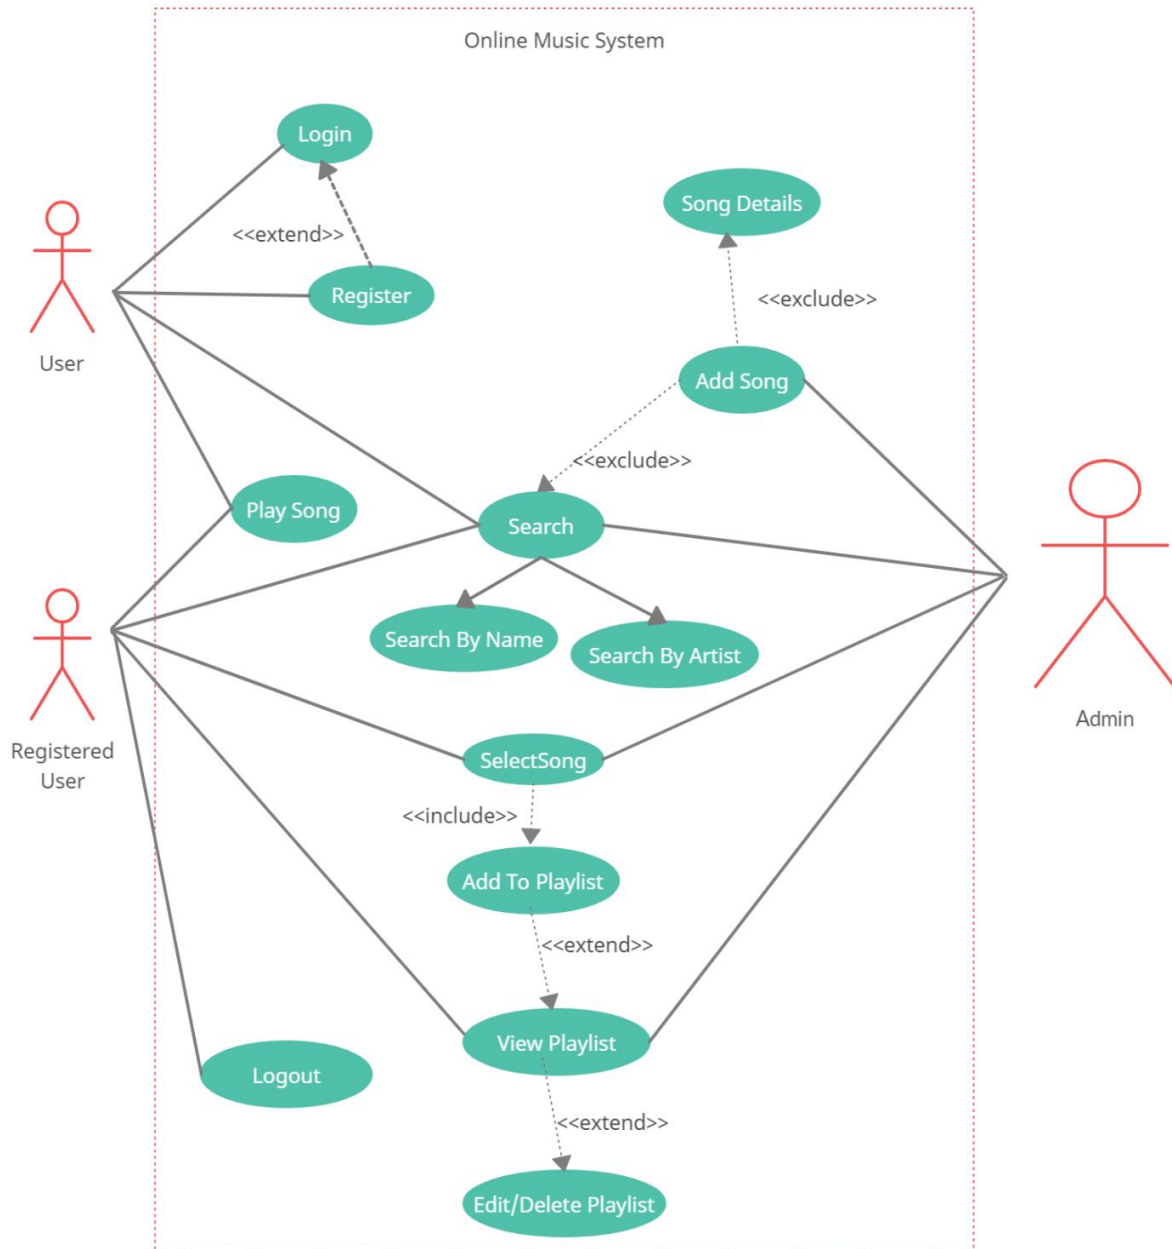 Online Music System
Login
Song Details
<<extend>>
Register
<<exclude>>
User
Add Song
<<exclude>>
Play Song
Search
Search By Name
Search By Artist
Admin
Registered
User
SelectSong
<<include>>
Add To Playlist
<<extend>>
View Playlist
Logout
<<extend>>
Edit/Delete Playlist